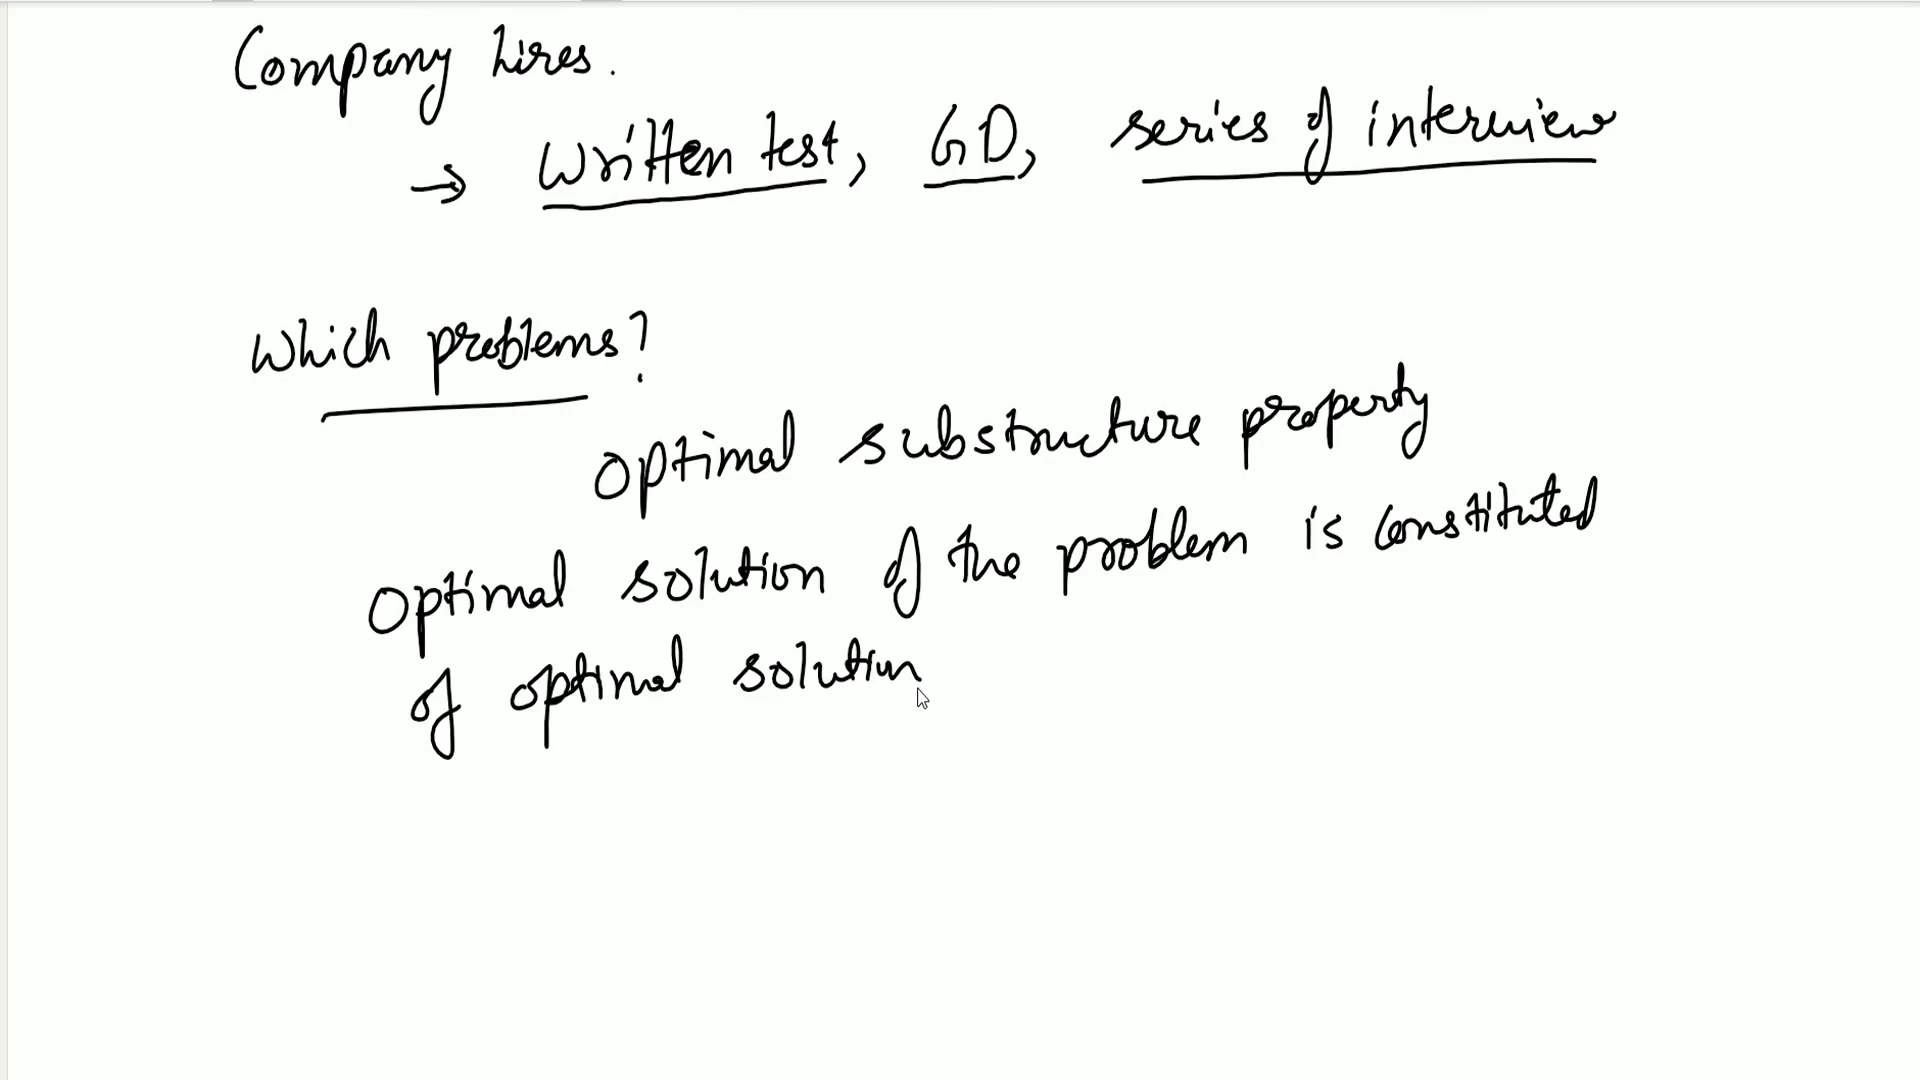 Company hires.
→ written test, GD, series of interview
Which problems?
Optimal substructure property
Optimal solution of the problem is constituted
of optimal solution